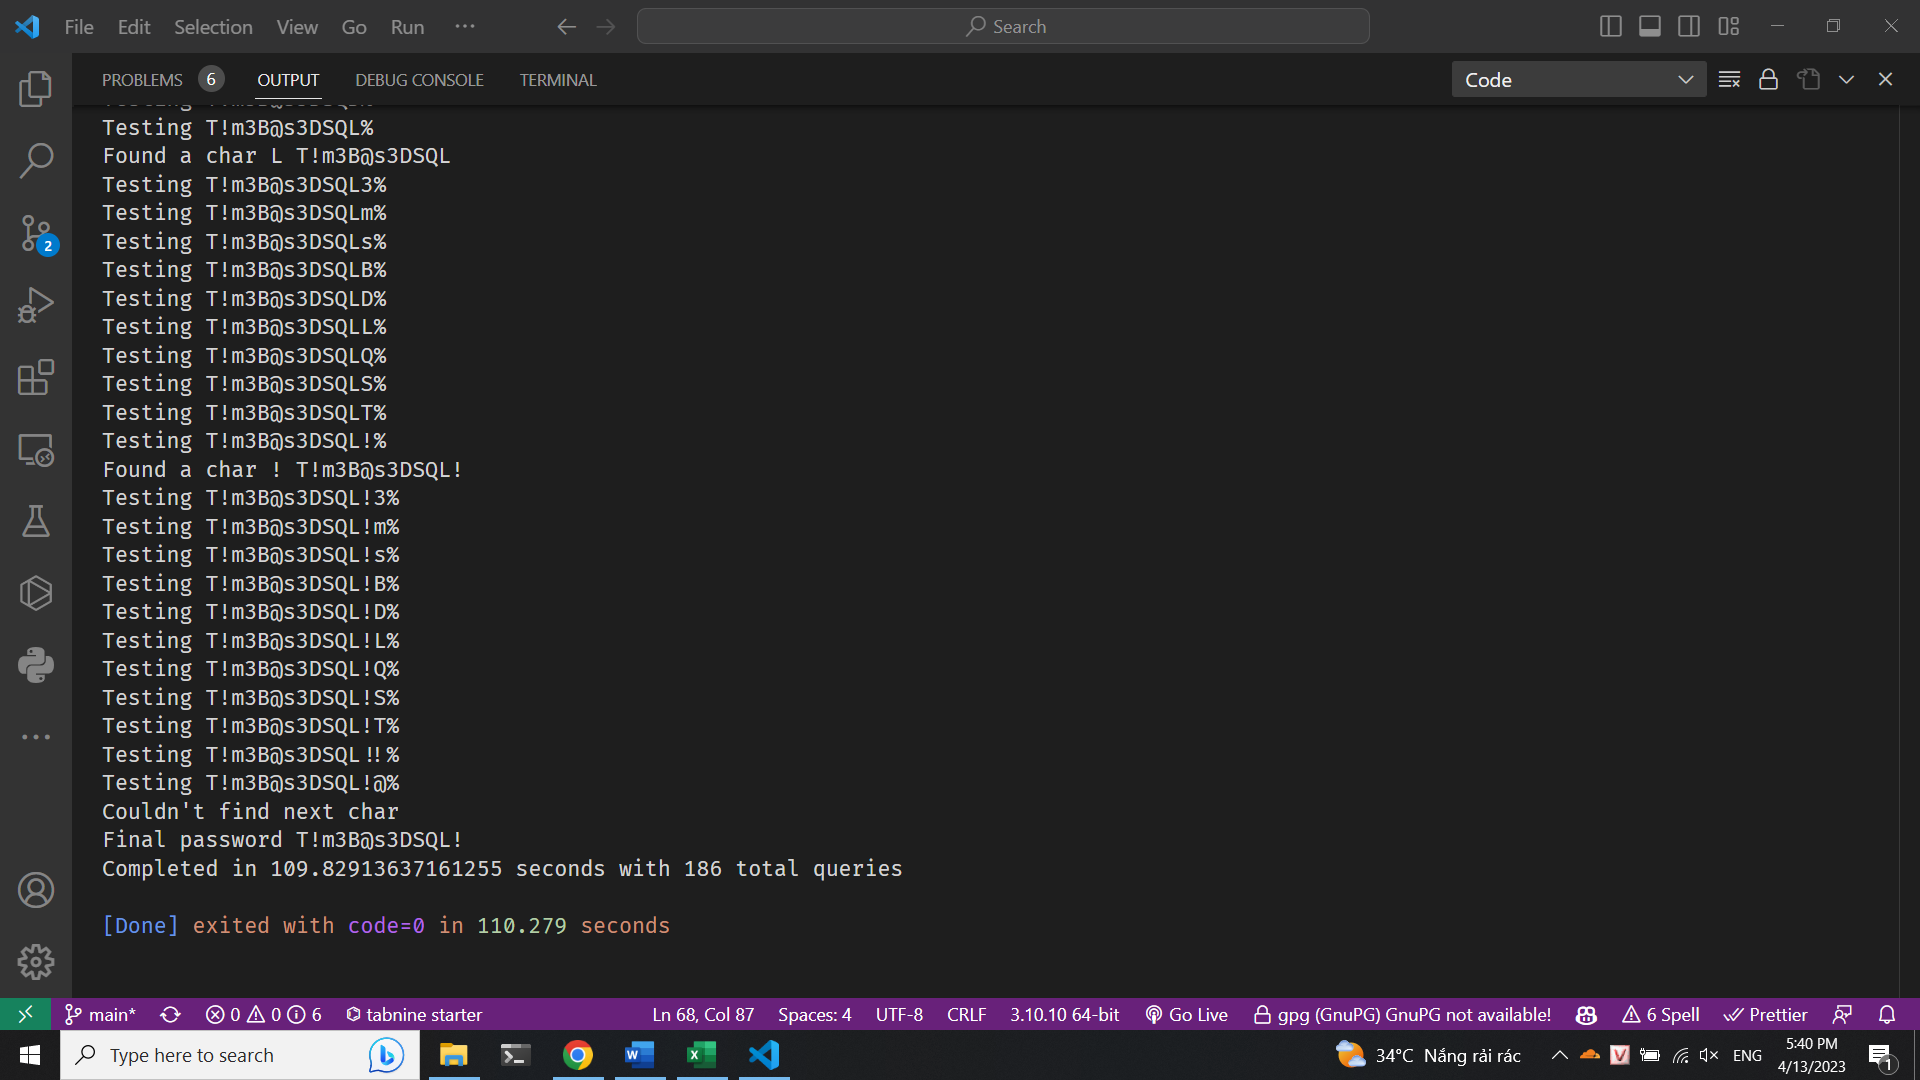 File Edit Selection View Go Run ··· Search
PROBLEMS 6 OUTPUT DEBUG CONSOLE TERMINAL Code
Testing T!m3B@s3DSQL%
Found a char L T!m3B@s3DSQL
Testing T!m3B@s3DSQL3%
Testing T!m3B@s3DSQLm%
Testing T!m3B@s3DSQLs%
Testing T!m3B@s3DSQLB%
Testing T!m3B@s3DSQLD%
Testing T!m3B@s3DSQLL%
Testing T!m3B@s3DSQLQ%
Testing T!m3B@s3DSQLS%
Testing T!m3B@s3DSQLT%
Testing T!m3B@s3DSQL!%
Found a char ! T!m3B@s3DSQL!
Testing T!m3B@s3DSQL!3%
Testing T!m3B@s3DSQL!m%
Testing T!m3B@s3DSQL!s%
Testing T!m3B@s3DSQL!B%
Testing T!m3B@s3DSQL!D%
Testing T!m3B@s3DSQL!L%
Testing T!m3B@s3DSQL!Q%
Testing T!m3B@s3DSQL!S%
Testing T!m3B@s3DSQL!T%
Testing T!m3B@s3DSQL!!%
Testing T!m3B@s3DSQL!@%
Couldn't find next char
Final password T!m3B@s3DSQL!
Completed in 109.82913637161255 seconds with 186 total queries
[Done] exited with code=0 in 110.279 seconds
2
main* 0 0 6 tabnine starter Ln 68, Col 87 Spaces: 4 UTF-8 CRLF 3.10.10 64-bit Go Live gpg (GnuPG) GnuPG not available! 6 Spell Prettier
Type here to search 34°C Nắng rải rác ENG 5:40 PM
4/13/2023 1